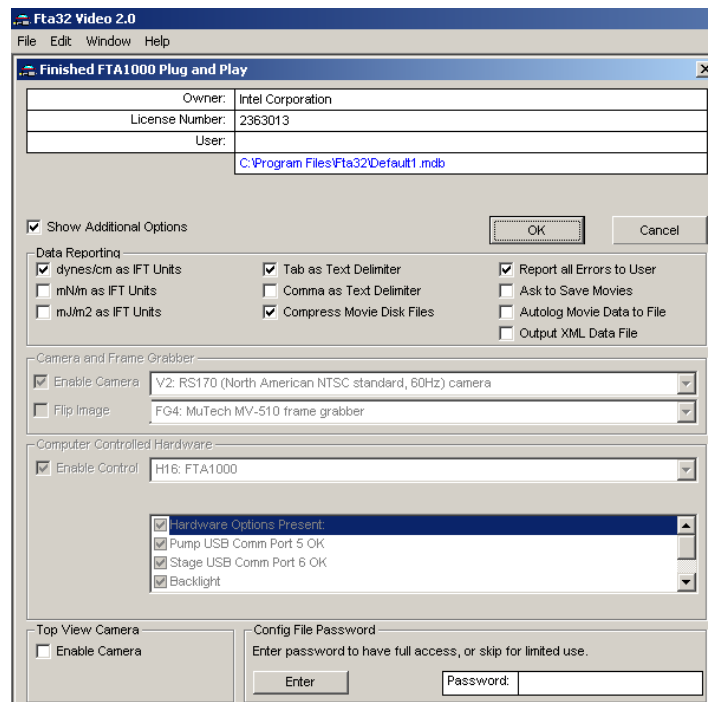 Fta32 Video 2.0
File Edit Window Help
Finished FTA1000 Plug and Play
Owner: Intel Corporation
License Number: 2363013
User:
C:\Program Files\Fta32\Default1.mdb
Show Additional Options OK Cancel
Data Reporting
dynes/cm as IFT Units Tab as Text Delimiter Report all Errors to User
mN/m as IFT Units Comma as Text Delimiter Ask to Save Movies
mJ/m2 as IFT Units Compress Movie Disk Files Autolog Movie Data to File
Output XML Data File
Camera and Frame Grabber
Enable Camera V2: RS170 (North American NTSC standard, 60Hz) camera
Flip Image FG4: MuTech MV-510 frame grabber
Computer Controlled Hardware
Enable Control H16: FTA1000
Hardware Options Present:
Pump USB Comm Port 5 OK
Stage USB Comm Port 6 OK
Backlight
Top View Camera Config File Password
Enable Camera Enter password to have full access, or skip for limited use.
Enter Password: